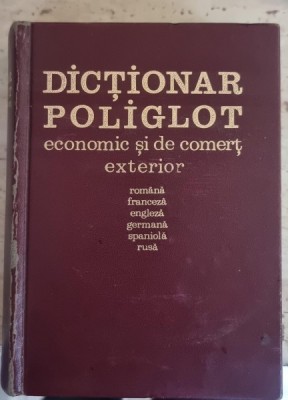 DICȚIONAR
POLIGLOT
economic și de comerț
exterior
română
franceză
engleză
germană
spaniolă
rusă